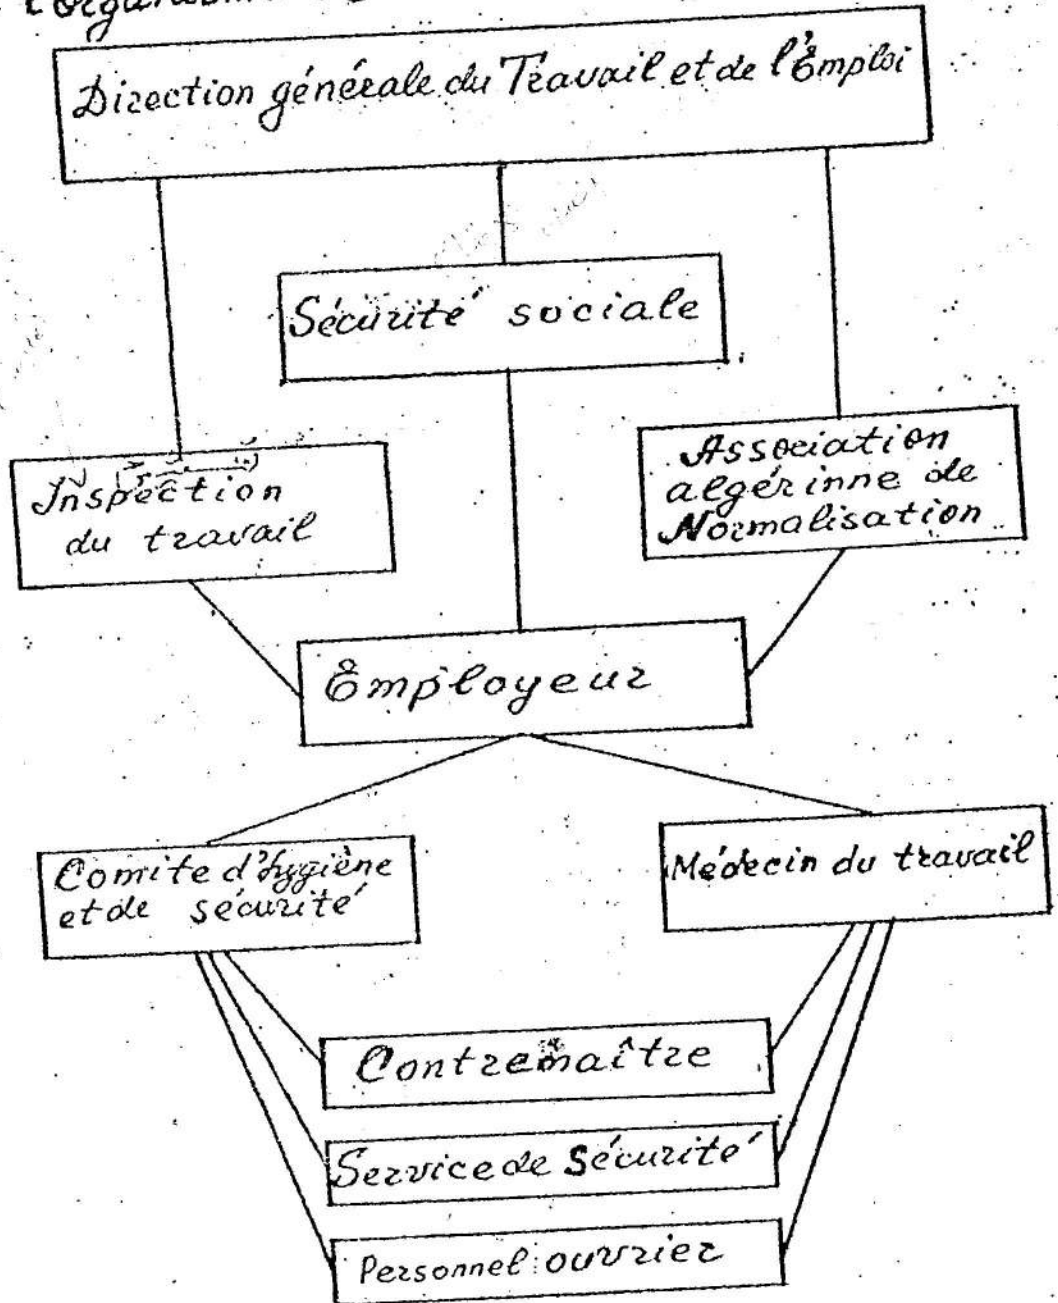 Direction générale du Travail et de l'Emploi
Sécurité sociale
Inspéction
du travail
Association
algérinne de
Normalisation
Employeur
Comite d'hygiène
et de sécurité
Médecin du travail
Contremaître
Service de Sécurité
Personnel ouvrier